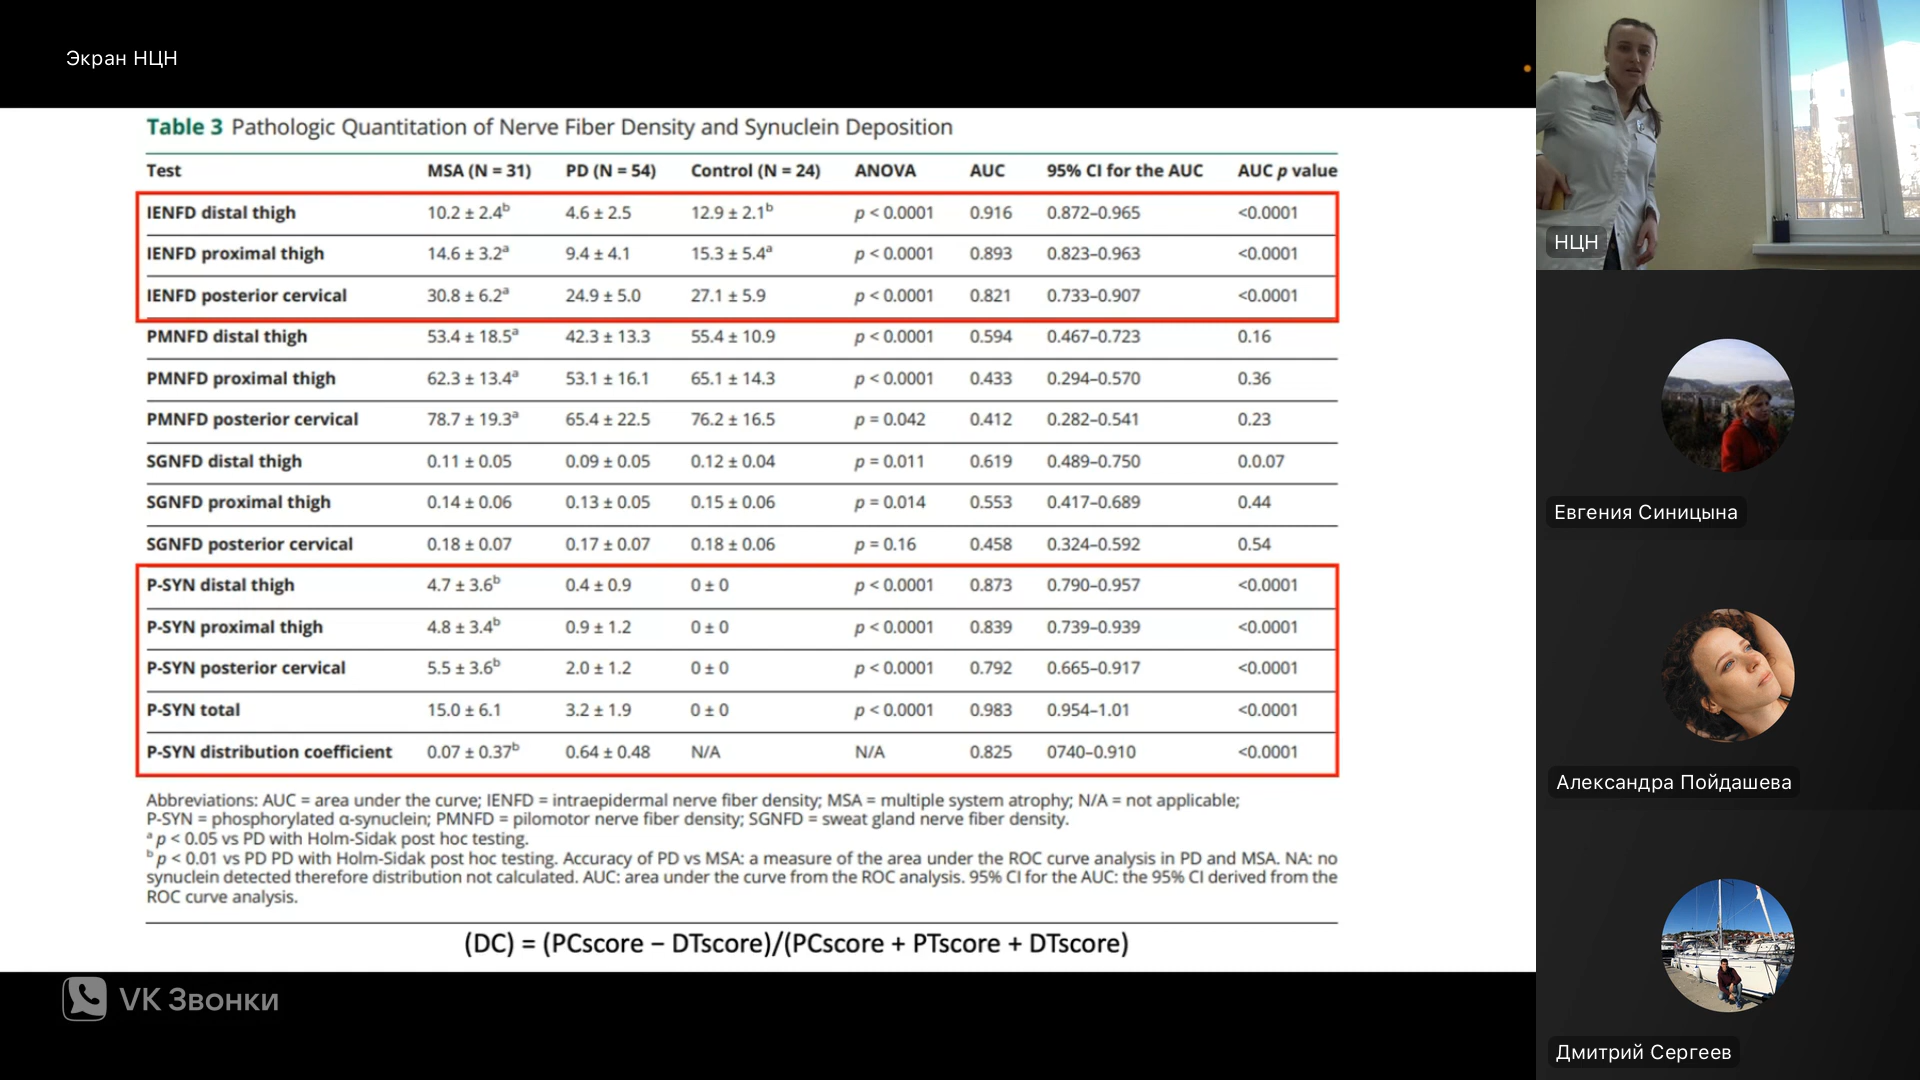 Экран НЦН
Table 3 Pathologic Quantitation of Nerve Fiber Density and Synuclein Deposition
Test MSA (N = 31) PD (N = 54) Control (N = 24) ANOVA AUC 95% CI for the AUC AUC p value
IENFD distal thigh 10.2 ± 2.4ᵇ 4.6 ± 2.5 12.9 ± 2.1ᵇ p < 0.0001 0.916 0.872–0.965 <0.0001
IENFD proximal thigh 14.6 ± 3.2ᵃ 9.4 ± 4.1 15.3 ± 5.4ᵃ p < 0.0001 0.893 0.823–0.963 <0.0001
IENFD posterior cervical 30.8 ± 6.2ᵃ 24.9 ± 5.0 27.1 ± 5.9 p < 0.0001 0.821 0.733–0.907 <0.0001
PMNFD distal thigh 53.4 ± 18.5ᵃ 42.3 ± 13.3 55.4 ± 10.9 p < 0.0001 0.594 0.467–0.723 0.16
PMNFD proximal thigh 62.3 ± 13.4ᵃ 53.1 ± 16.1 65.1 ± 14.3 p < 0.0001 0.433 0.294–0.570 0.36
PMNFD posterior cervical 78.7 ± 19.3ᵃ 65.4 ± 22.5 76.2 ± 16.5 p = 0.042 0.412 0.282–0.541 0.23
SGNFD distal thigh 0.11 ± 0.05 0.09 ± 0.05 0.12 ± 0.04 p = 0.011 0.619 0.489–0.750 0.0.07
SGNFD proximal thigh 0.14 ± 0.06 0.13 ± 0.05 0.15 ± 0.06 p = 0.014 0.553 0.417–0.689 0.44
SGNFD posterior cervical 0.18 ± 0.07 0.17 ± 0.07 0.18 ± 0.06 p = 0.16 0.458 0.324–0.592 0.54
P-SYN distal thigh 4.7 ± 3.6ᵇ 0.4 ± 0.9 0 ± 0 p < 0.0001 0.873 0.790–0.957 <0.0001
P-SYN proximal thigh 4.8 ± 3.4ᵇ 0.9 ± 1.2 0 ± 0 p < 0.0001 0.839 0.739–0.939 <0.0001
P-SYN posterior cervical 5.5 ± 3.6ᵇ 2.0 ± 1.2 0 ± 0 p < 0.0001 0.792 0.665–0.917 <0.0001
P-SYN total 15.0 ± 6.1 3.2 ± 1.9 0 ± 0 p < 0.0001 0.983 0.954–1.01 <0.0001
P-SYN distribution coefficient 0.07 ± 0.37ᵇ 0.64 ± 0.48 N/A N/A 0.825 0740–0.910 <0.0001
Abbreviations: AUC = area under the curve; IENFD = intraepidermal nerve fiber density; MSA = multiple system atrophy; N/A = not applicable;
P-SYN = phosphorylated α-synuclein; PMNFD = pilomotor nerve fiber density; SGNFD = sweat gland nerve fiber density.
ᵃ p < 0.05 vs PD with Holm-Sidak post hoc testing.
ᵇ p < 0.01 vs PD PD with Holm-Sidak post hoc testing. Accuracy of PD vs MSA: a measure of the area under the ROC curve analysis in PD and MSA. NA: no
synuclein detected therefore distribution not calculated. AUC: area under the curve from the ROC analysis. 95% CI for the AUC: the 95% CI derived from the
ROC curve analysis.
(DC) = (PCscore – DTscore)/(PCscore + PTscore + DTscore)
VK Звонки
НЦН
Евгения Синицына
Александра Пойдашева
Дмитрий Сергеев